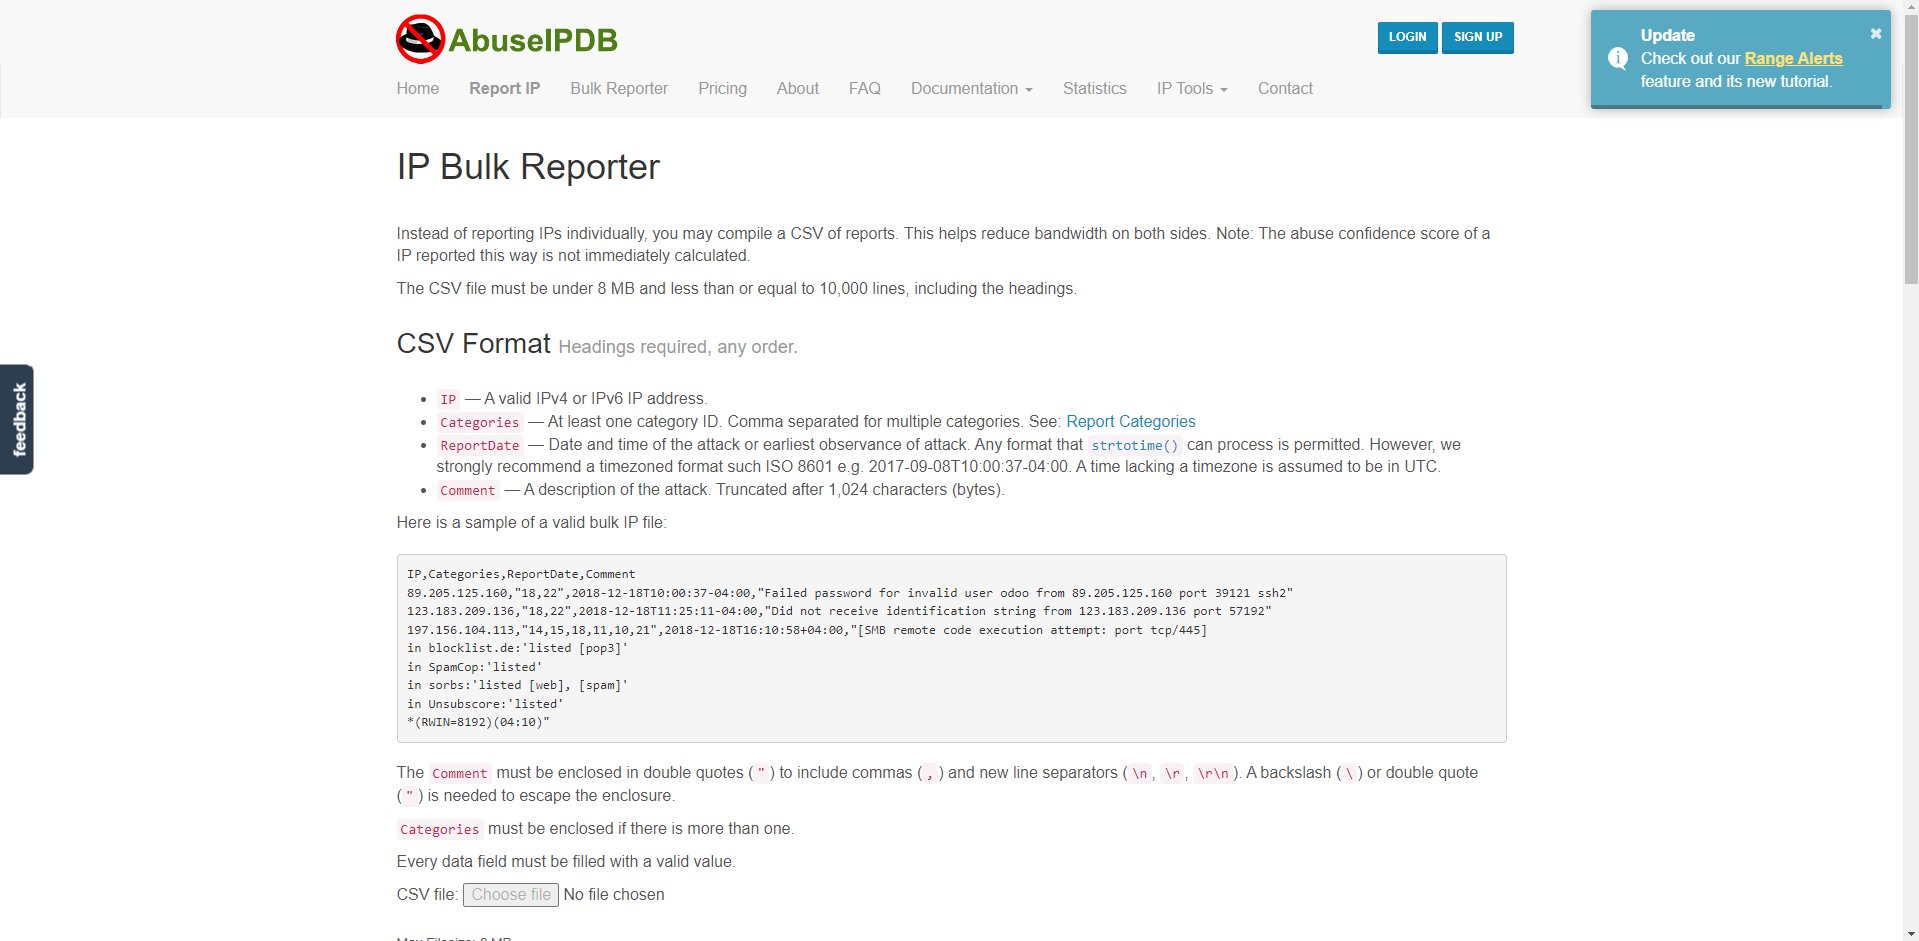 AbuseIPDB
LOGIN SIGN UP
Update
Check out our Range Alerts
feature and its new tutorial.
Home Report IP Bulk Reporter Pricing About FAQ Documentation Statistics IP Tools Contact
IP Bulk Reporter
Instead of reporting IPs individually, you may compile a CSV of reports. This helps reduce bandwidth on both sides. Note: The abuse confidence score of a
IP reported this way is not immediately calculated.
The CSV file must be under 8 MB and less than or equal to 10,000 lines, including the headings.
CSV Format Headings required, any order.
feedback
• IP — A valid IPv4 or IPv6 IP address.
• Categories — At least one category ID. Comma separated for multiple categories. See: Report Categories
• ReportDate — Date and time of the attack or earliest observance of attack. Any format that strtotime() can process is permitted. However, we
strongly recommend a timezoned format such ISO 8601 e.g. 2017-09-08T10:00:37-04:00. A time lacking a timezone is assumed to be in UTC.
• Comment — A description of the attack. Truncated after 1,024 characters (bytes).
Here is a sample of a valid bulk IP file:
IP,Categories,ReportDate,Comment
89.205.125.160,"18,22",2018-12-18T10:00:37-04:00,"Failed password for invalid user odoo from 89.205.125.160 port 39121 ssh2"
123.183.209.136,"18,22",2018-12-18T11:25:11-04:00,"Did not receive identification string from 123.183.209.136 port 57192"
197.156.104.113,"14,15,18,11,10,21",2018-12-18T16:10:58+04:00,"[SMB remote code execution attempt: port tcp/445]
in blocklist.de:'listed [pop3]'
in SpamCop:'listed'
in sorbs:'listed [web], [spam]'
in Unsubscore:'listed'
*(RWIN=8192)(04:10)"
The Comment must be enclosed in double quotes ( " ) to include commas ( , ) and new line separators ( \n , \r , \r\n ). A backslash ( \ ) or double quote
( " ) is needed to escape the enclosure.
Categories must be enclosed if there is more than one.
Every data field must be filled with a valid value.
CSV file: Choose file No file chosen
Max Filesize: 8 MB